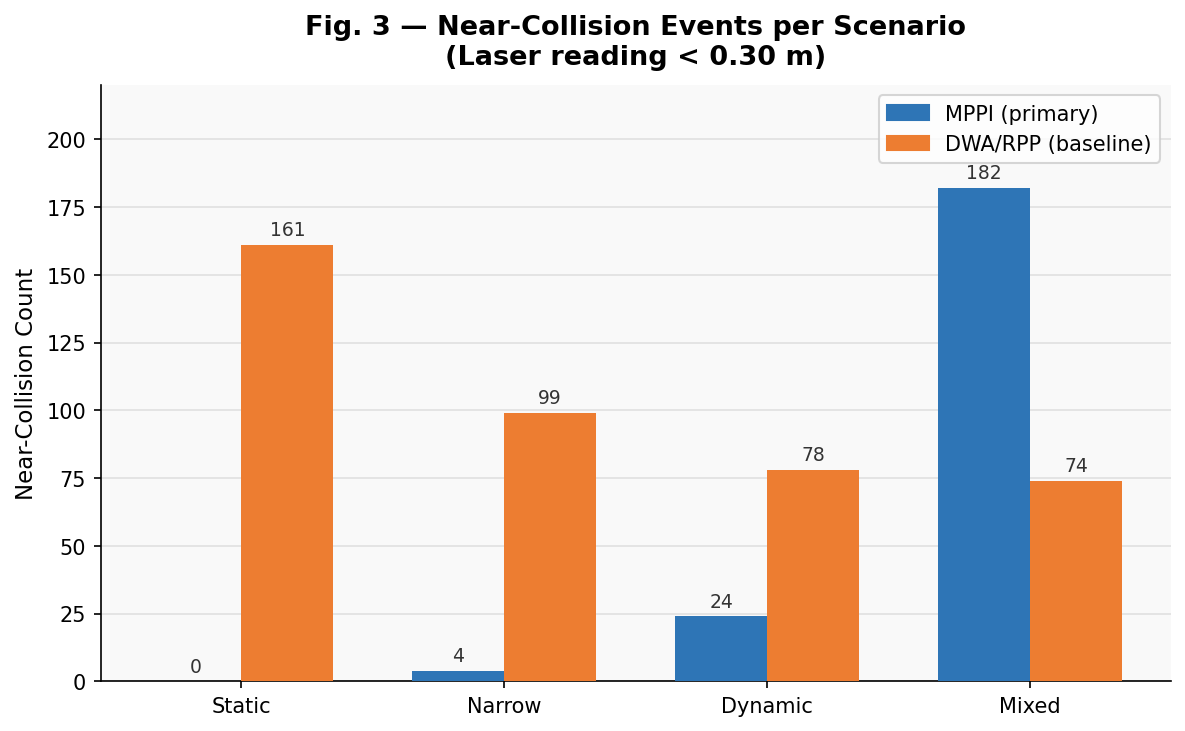 Fig. 3 — Near-Collision Events per Scenario
(Laser reading < 0.30 m)
MPPI (primary)
DWA/RPP (baseline)
Near-Collision Count
200
175
150
125
100
75
50
25
0
0
161
4
99
24
78
182
74
Static
Narrow
Dynamic
Mixed